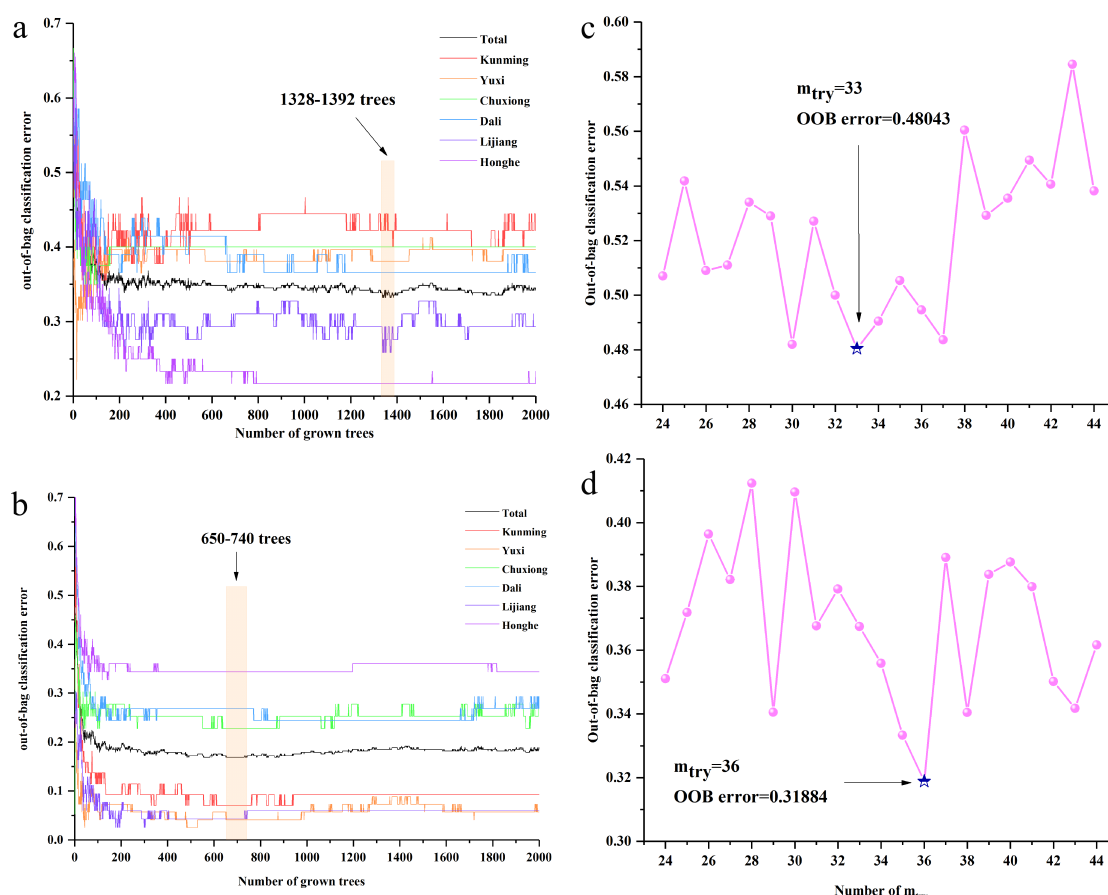 a
0.7
0.6
0.5
0.4
0.3
0.2
out-of-bag classification error
Total
Kunming
Yuxi
Chuxiong
Dali
Lijiang
Honghe
1328-1392 trees
0 200 400 600 800 1000 1200 1400 1600 1800 2000
Number of grown trees
c
0.60
0.58
0.56
0.54
0.52
0.50
0.48
0.46
Out-of-bag classification error
mtry=33
OOB error=0.48043
24 26 28 30 32 34 36 38 40 42 44
b
0.7
0.6
0.5
0.4
0.3
0.2
0.1
0.0
out-of-bag classification error
650-740 trees
Total
Kunming
Yuxi
Chuxiong
Dali
Lijiang
Honghe
0 200 400 600 800 1000 1200 1400 1600 1800 2000
Number of grown trees
d
0.42
0.40
0.38
0.36
0.34
0.32
0.30
Out-of-bag classification error
mtry=36
OOB error=0.31884
24 26 28 30 32 34 36 38 40 42 44
Number of m